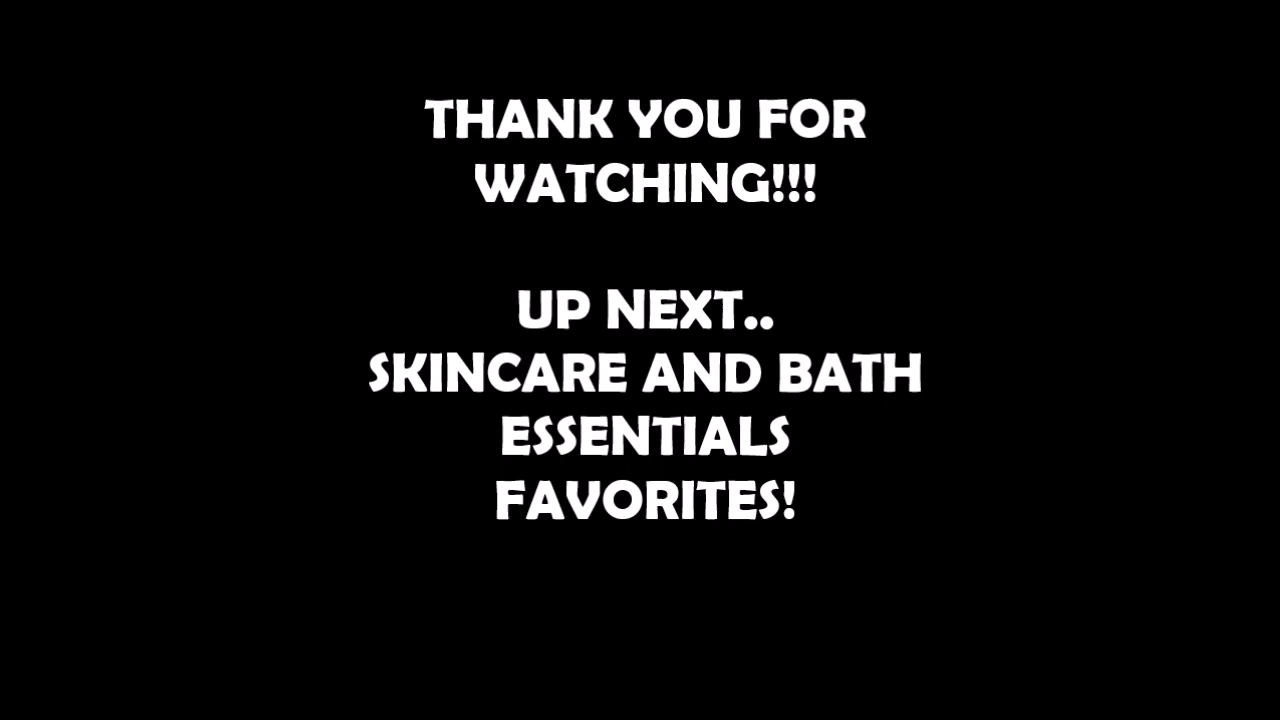 THANK YOU FOR
WATCHING!!!
UP NEXT..
SKINCARE AND BATH
ESSENTIALS
FAVORITES!